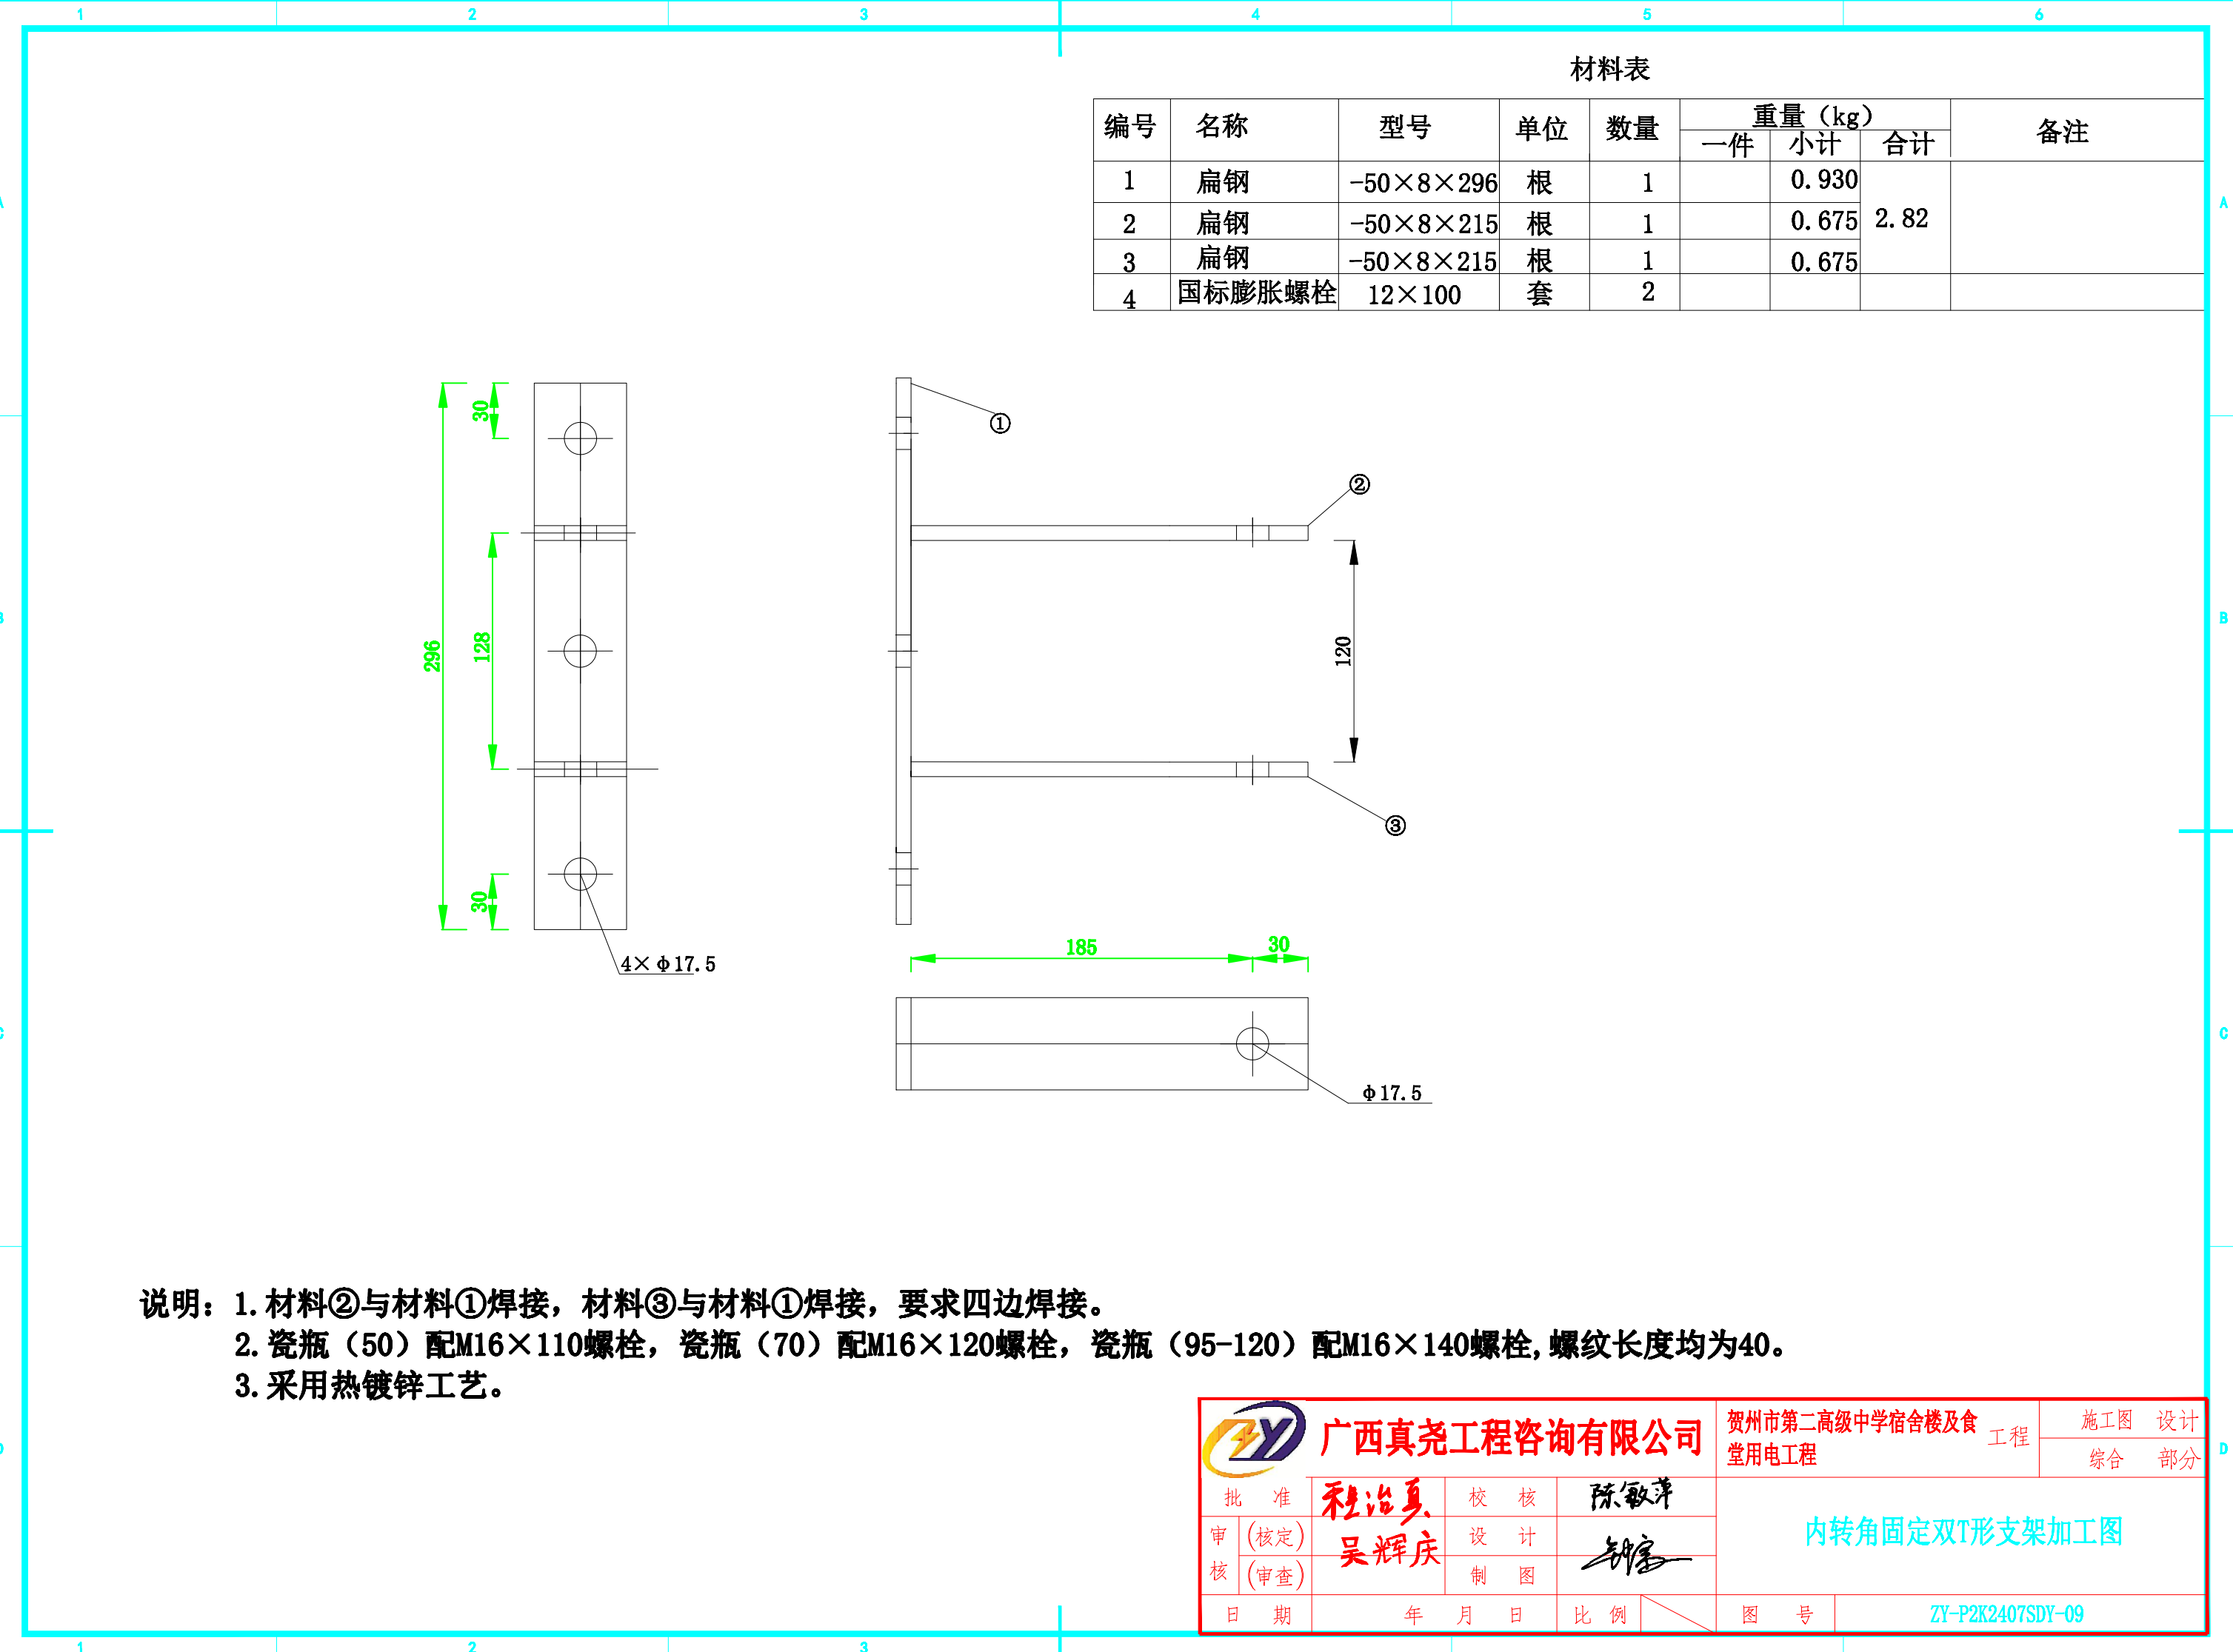 1 2 3 4 5 6
材料表
编号 名称 型号 单位 数量 重量（kg） 备注
一件 小计 合计
1 扁钢 -50×8×296 根 1 0.930
2 扁钢 -50×8×215 根 1 0.675 2.82
3 扁钢 -50×8×215 根 1 0.675
4 国标膨胀螺栓 12×100 套 2
A A
30
①
②
296
128
120
B B
③
30
4×φ17.5
185 30
C C
φ17.5
说明：1.材料②与材料①焊接，材料③与材料①焊接，要求四边焊接。
2.瓷瓶（50）配M16×110螺栓，瓷瓶（70）配M16×120螺栓，瓷瓶（95-120）配M16×140螺栓,螺纹长度均为40。
3.采用热镀锌工艺。
D D
ZY 广西真尧工程咨询有限公司
贺州市第二高级中学宿舍楼及食
堂用电工程
工程
施工图 设计
综合 部分
批 准 程治真 校 核 陈敏萍
审 (核定) 吴辉庆 设 计
核 (审查) 制 图
内转角固定双T形支架加工图
日 期 年 月 日 比 例 图 号 ZY-P2K2407SDY-09
1 2 3